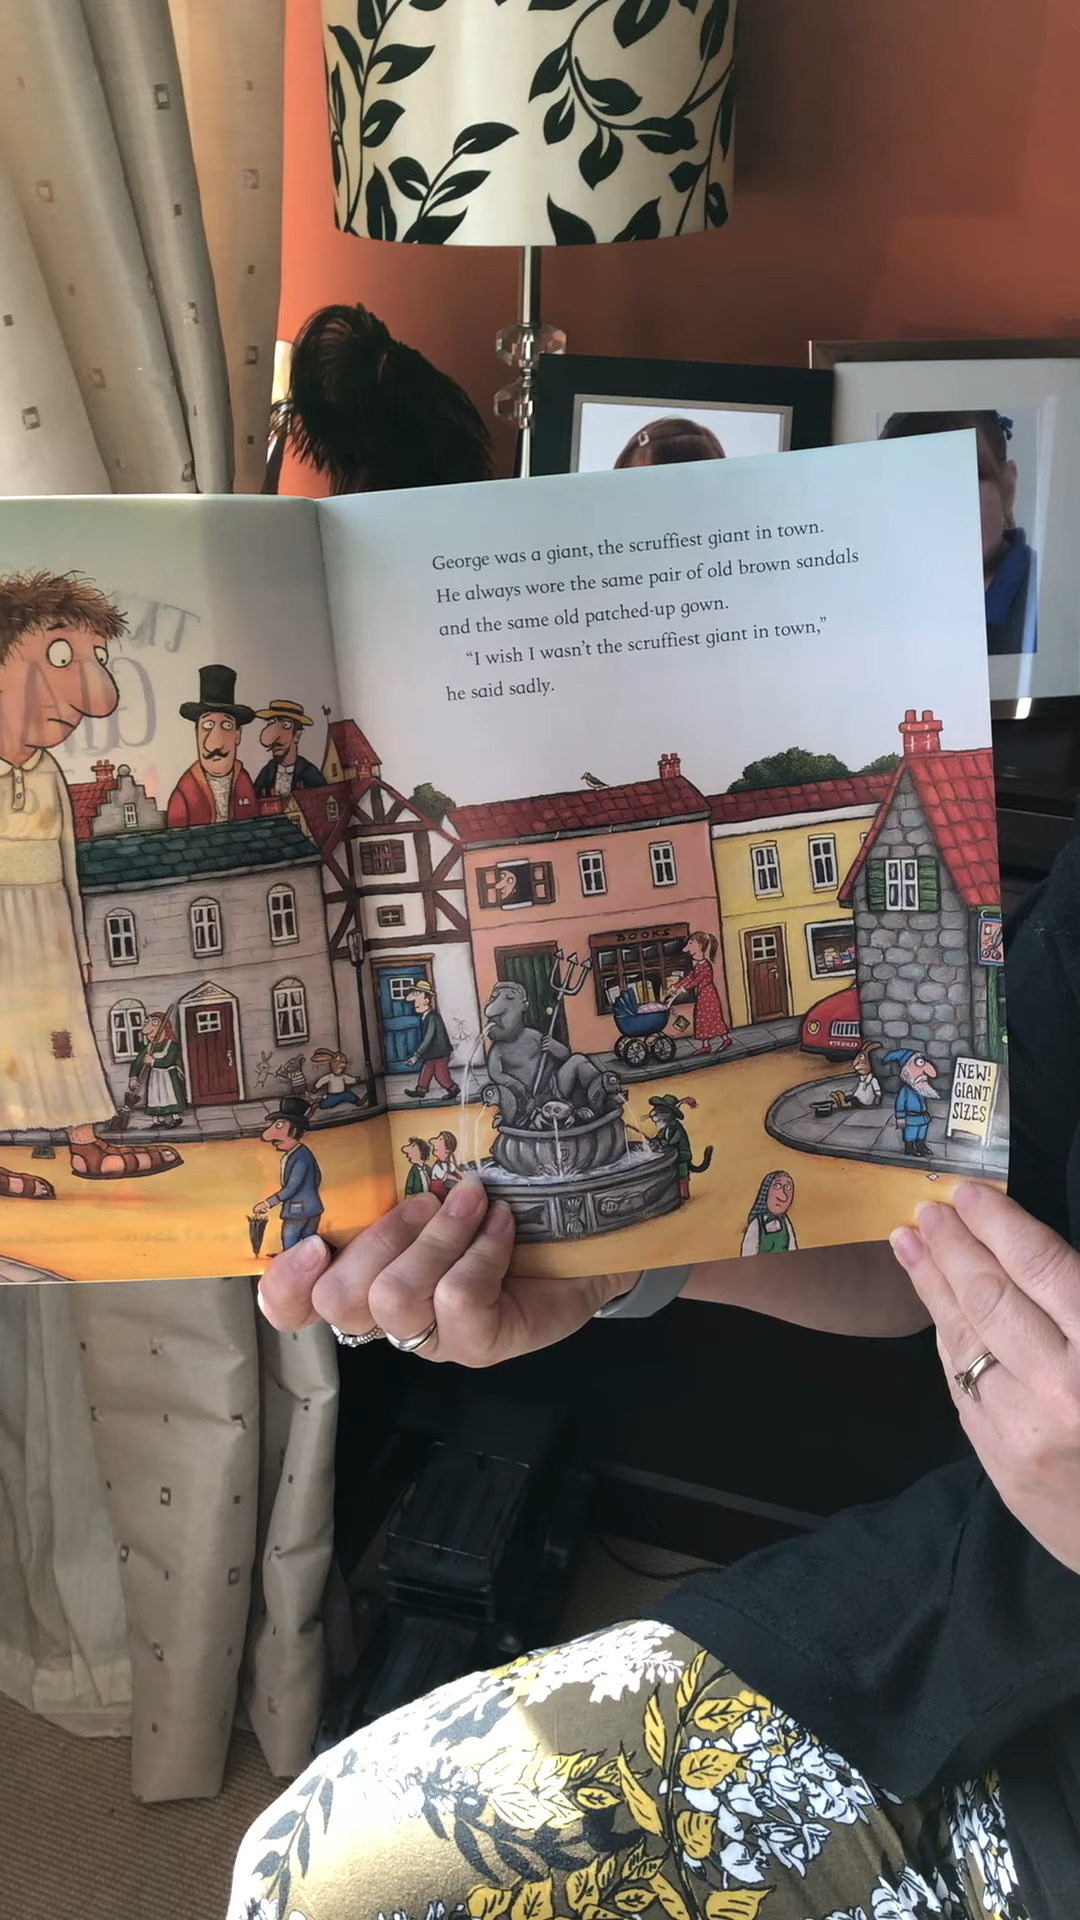 George was a giant, the scruffiest giant in town.
He always wore the same pair of old brown sandals
and the same old patched-up gown.
“I wish I wasn’t the scruffiest giant in town,”
he said sadly.
BOOKS
NEW!
GIANT
SIZES